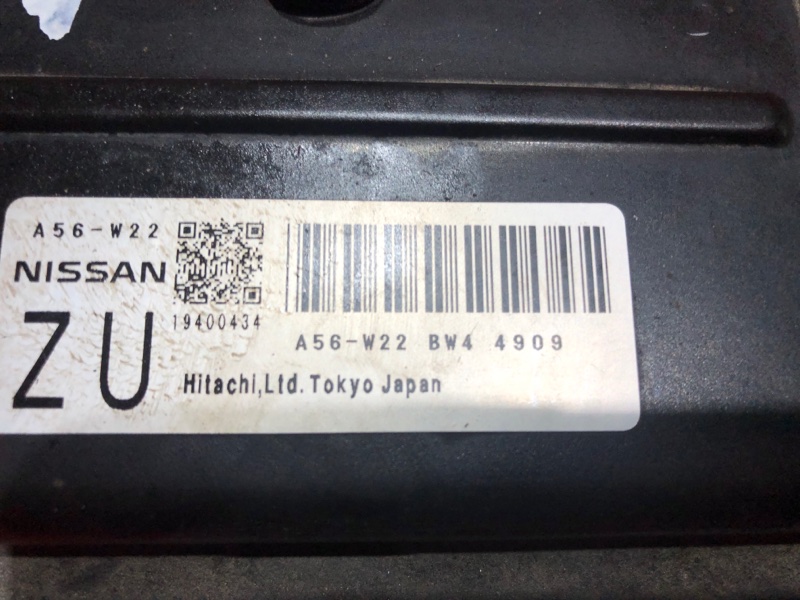 A56-W22
NISSAN
ZU
19400434
A56-W22 BW4 4909
Hitachi,Ltd.Tokyo Japan